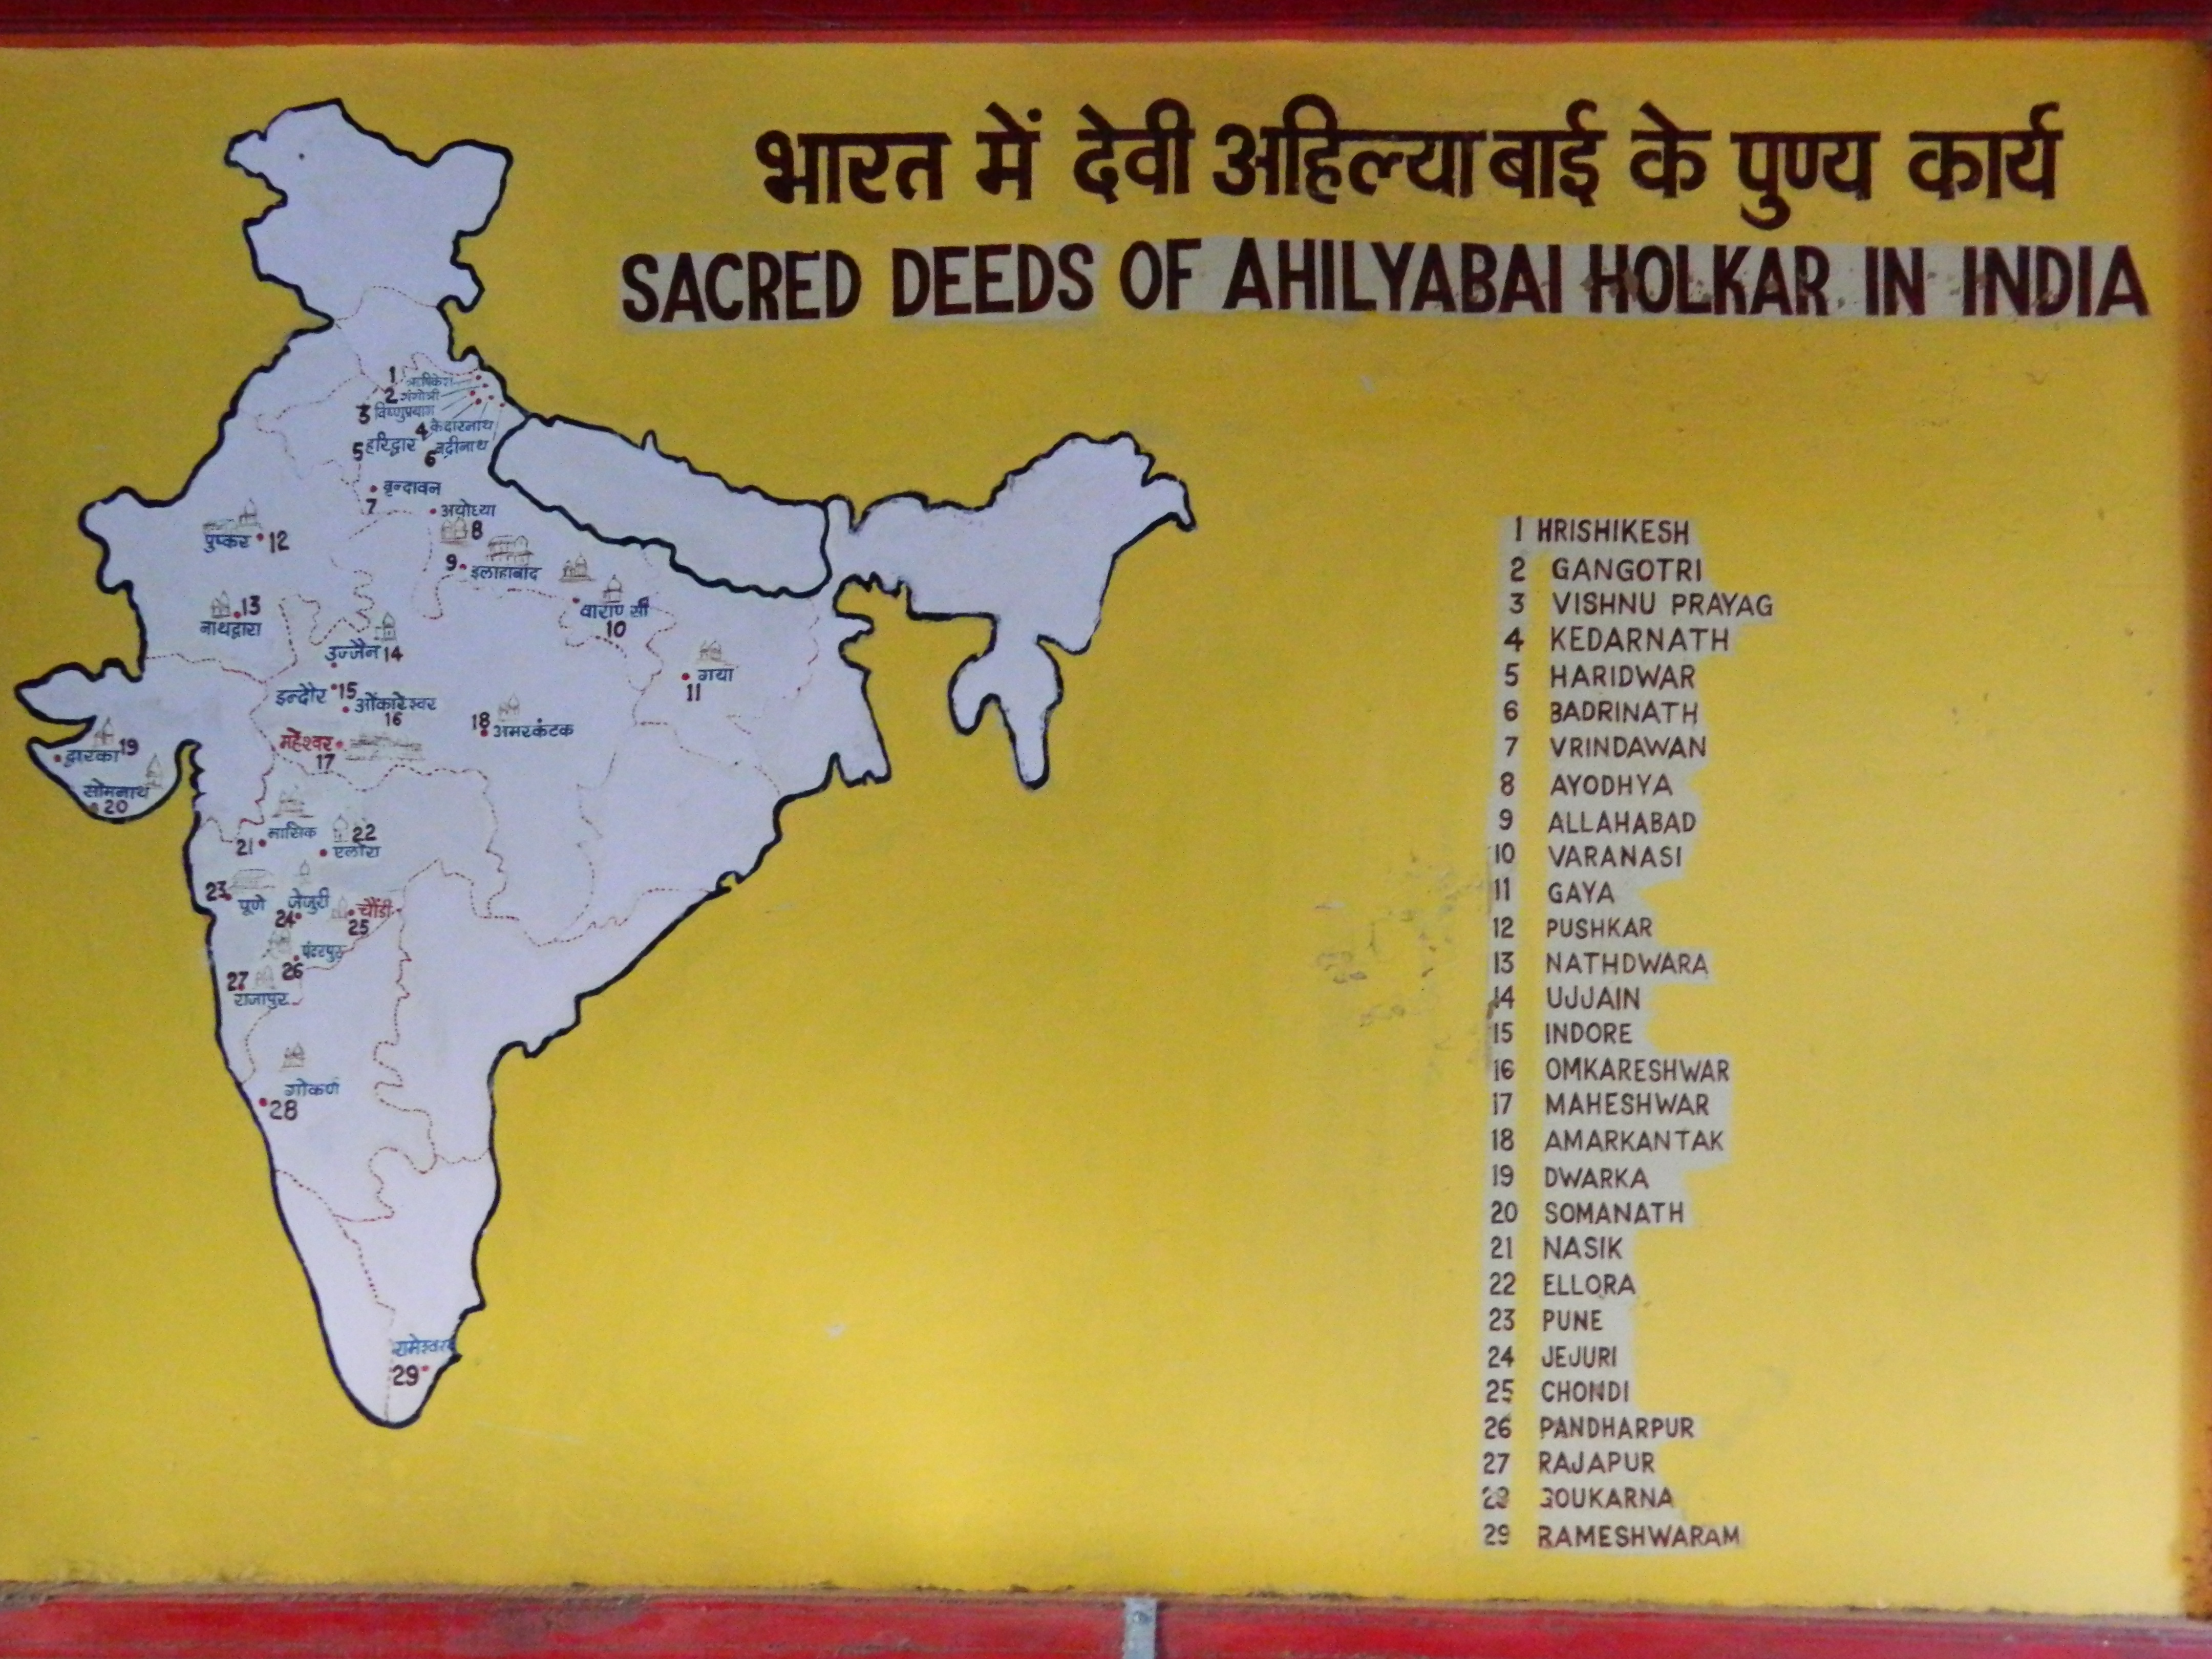 भारत में देवी अहिल्याबाई के पुण्य कार्य
SACRED DEEDS OF AHILYABAI HOLKAR IN INDIA
1 ऋषिकेश
2 गंगोत्री
3 विष्णुप्रयाग
4 केदारनाथ
5 हरिद्वार
6 बद्रीनाथ
वृन्दावन
7
अयोध्या
8
पुष्कर 12
9 इलाहाबाद
13
नाथद्वारा
वाराणसी
10
उज्जैन 14
गया
11
इन्दौर 15
ओंकारेश्वर
16
18 अमरकंटक
महेश्वर
17
द्वारका 19
सोमनाथ
20
नासिक
21
22
एलोरा
23
पूणे
जेजुरी
24
चौंडी
25
पंढरपुर
26
27
राजापुर
गोकर्ण
28
रामेश्वरम
29
1 HRISHIKESH
2 GANGOTRI
3 VISHNU PRAYAG
4 KEDARNATH
5 HARIDWAR
6 BADRINATH
7 VRINDAWAN
8 AYODHYA
9 ALLAHABAD
10 VARANASI
11 GAYA
12 PUSHKAR
13 NATHDWARA
14 UJJAIN
15 INDORE
16 OMKARESHWAR
17 MAHESHWAR
18 AMARKANTAK
19 DWARKA
20 SOMANATH
21 NASIK
22 ELLORA
23 PUNE
24 JEJURI
25 CHONDI
26 PANDHARPUR
27 RAJAPUR
28 GOUKARNA
29 RAMESHWARAM